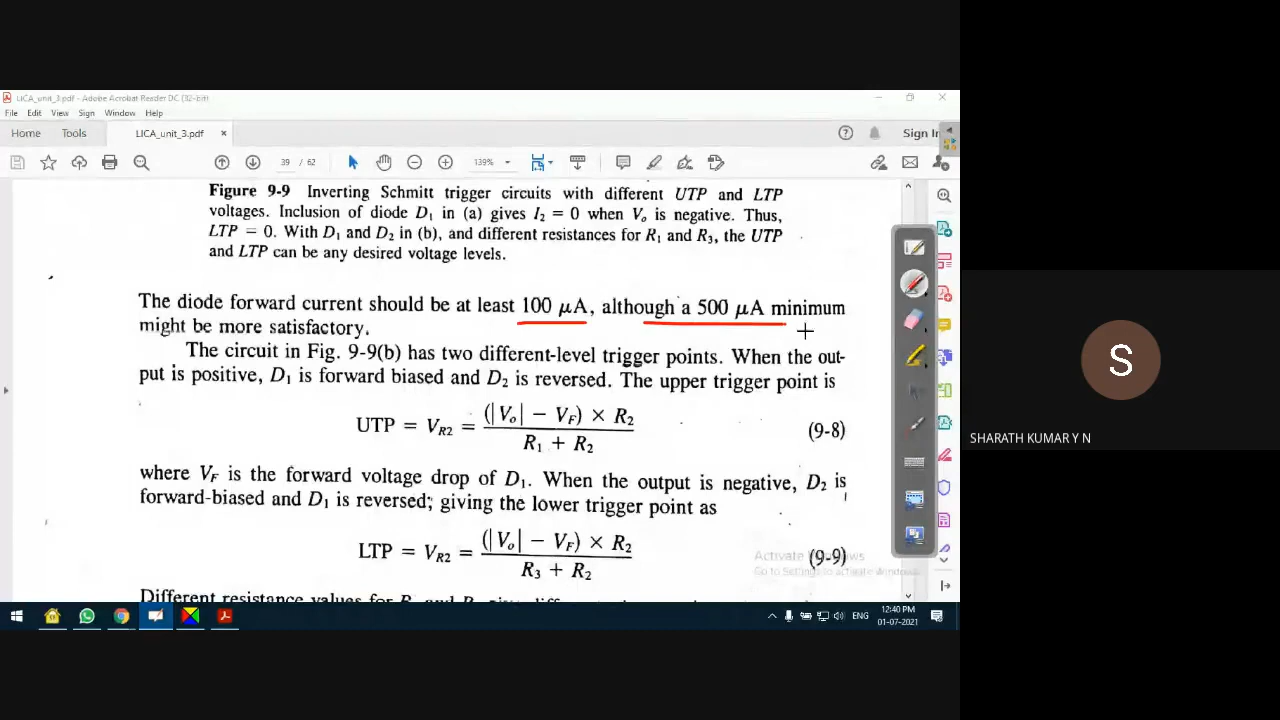 LICA_unit_3.pdf - Adobe Acrobat Reader DC (32-bit)
File Edit View Sign Window Help
Home Tools LICA_unit_3.pdf × Sign In
39 / 62 139%
Figure 9-9 Inverting Schmitt trigger circuits with different UTP and LTP
voltages. Inclusion of diode D₁ in (a) gives I₂ = 0 when Vₒ is negative. Thus,
LTP = 0. With D₁ and D₂ in (b), and different resistances for R₁ and R₃, the UTP
and LTP can be any desired voltage levels.
The diode forward current should be at least 100 μA, although a 500 μA minimum
might be more satisfactory.
The circuit in Fig. 9-9(b) has two different-level trigger points. When the out-
put is positive, D₁ is forward biased and D₂ is reversed. The upper trigger point is
UTP = V_R2 = (|Vₒ| − V_F) × R₂ / R₁ + R₂ (9-8)
where V_F is the forward voltage drop of D₁. When the output is negative, D₂ is
forward-biased and D₁ is reversed; giving the lower trigger point as
LTP = V_R2 = (|Vₒ| − V_F) × R₂ / R₃ + R₂ (9-9)
Activate Windows
Go to Settings to activate Windows.
Different resistance values for R
ENG 12:40 PM
01-07-2021
S
SHARATH KUMAR Y N